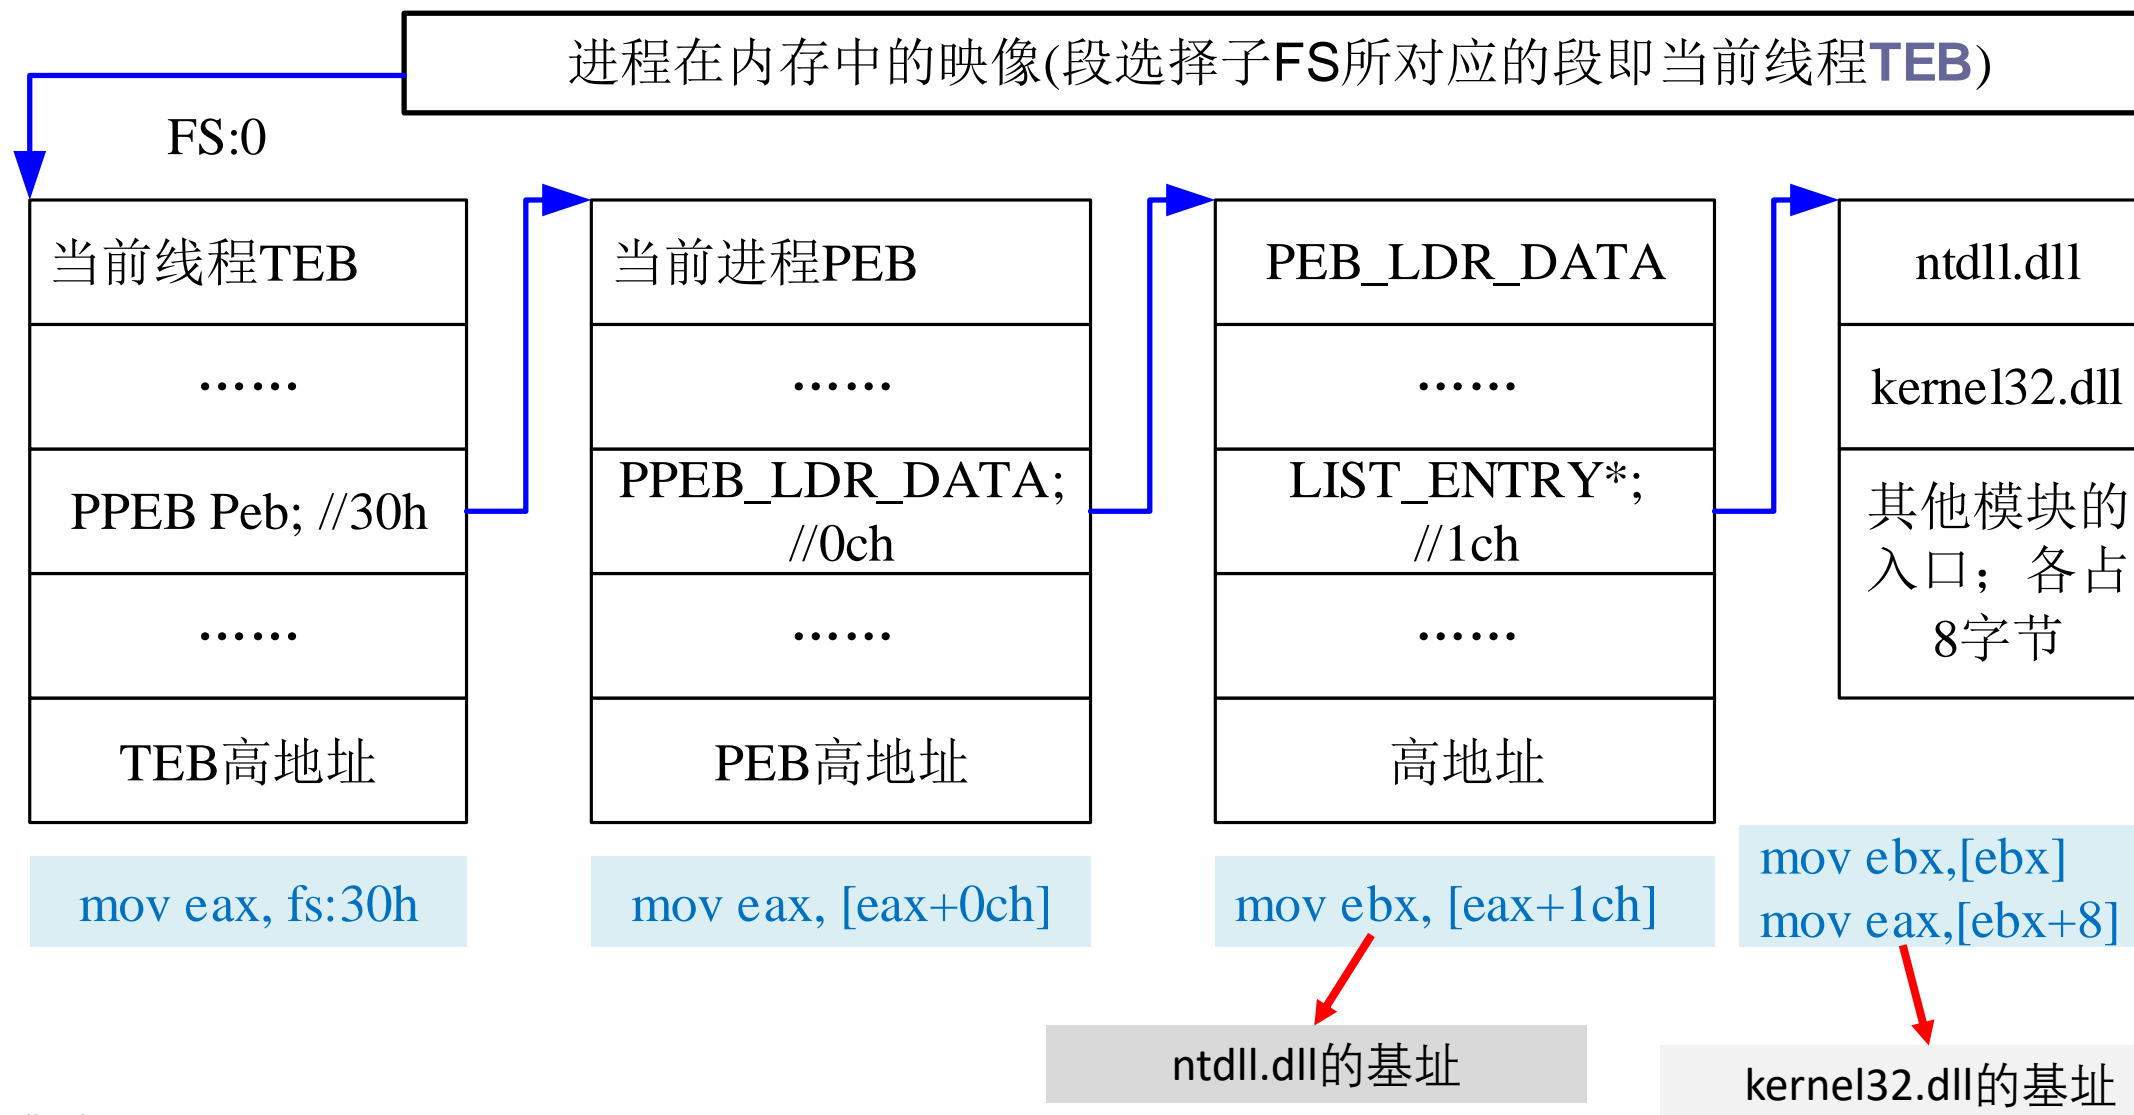 进程在内存中的映像(段选择子FS所对应的段即当前线程TEB)
FS:0
当前线程TEB
······
PPEB Peb; //30h
······
TEB高地址
mov eax, fs:30h
当前进程PEB
······
PPEB_LDR_DATA;
//0ch
······
PEB高地址
mov eax, [eax+0ch]
PEB_LDR_DATA
······
LIST_ENTRY*;
//1ch
······
高地址
mov ebx, [eax+1ch]
ntdll.dll的基址
ntdll.dll
kernel32.dll
其他模块的
入口；各占
8字节
mov ebx,[ebx]
mov eax,[ebx+8]
kernel32.dll的基址